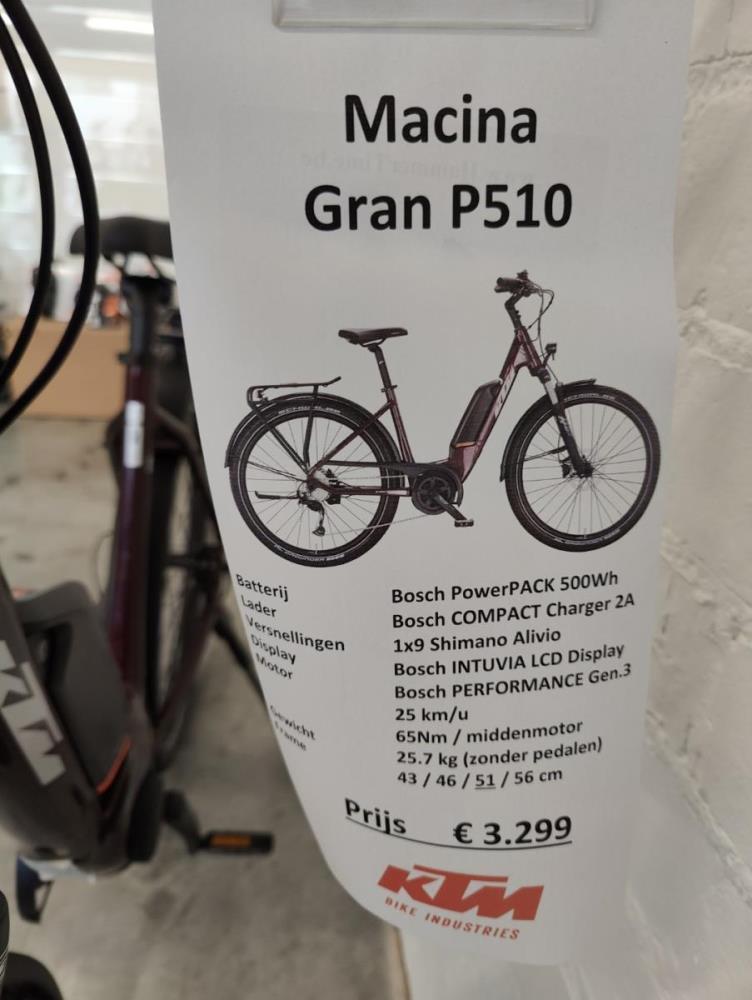 Macina
Gran P510
Batterij Bosch PowerPACK 500Wh
Lader Bosch COMPACT Charger 2A
Versnellingen 1x9 Shimano Alivio
Display Bosch INTUVIA LCD Display
Motor Bosch PERFORMANCE Gen.3
25 km/u
65Nm / middenmotor
Gewicht 25.7 kg (zonder pedalen)
Frame 43 / 46 / 51 / 56 cm
Prijs € 3.299
KTM
BIKE INDUSTRIES
KTM